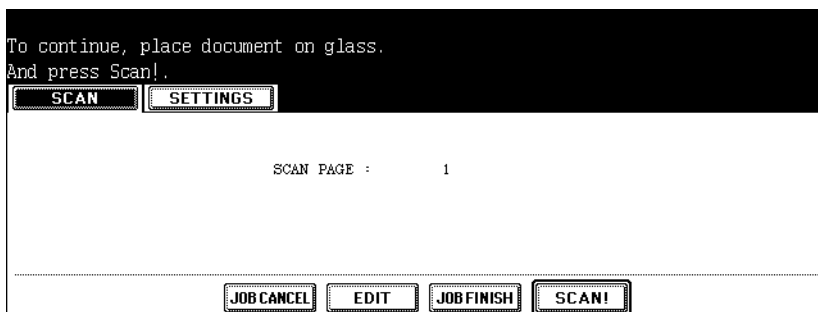 To continue, place document on glass.
And press Scan!.
SCAN SETTINGS
SCAN PAGE : 1
JOB CANCEL EDIT JOB FINISH SCAN!